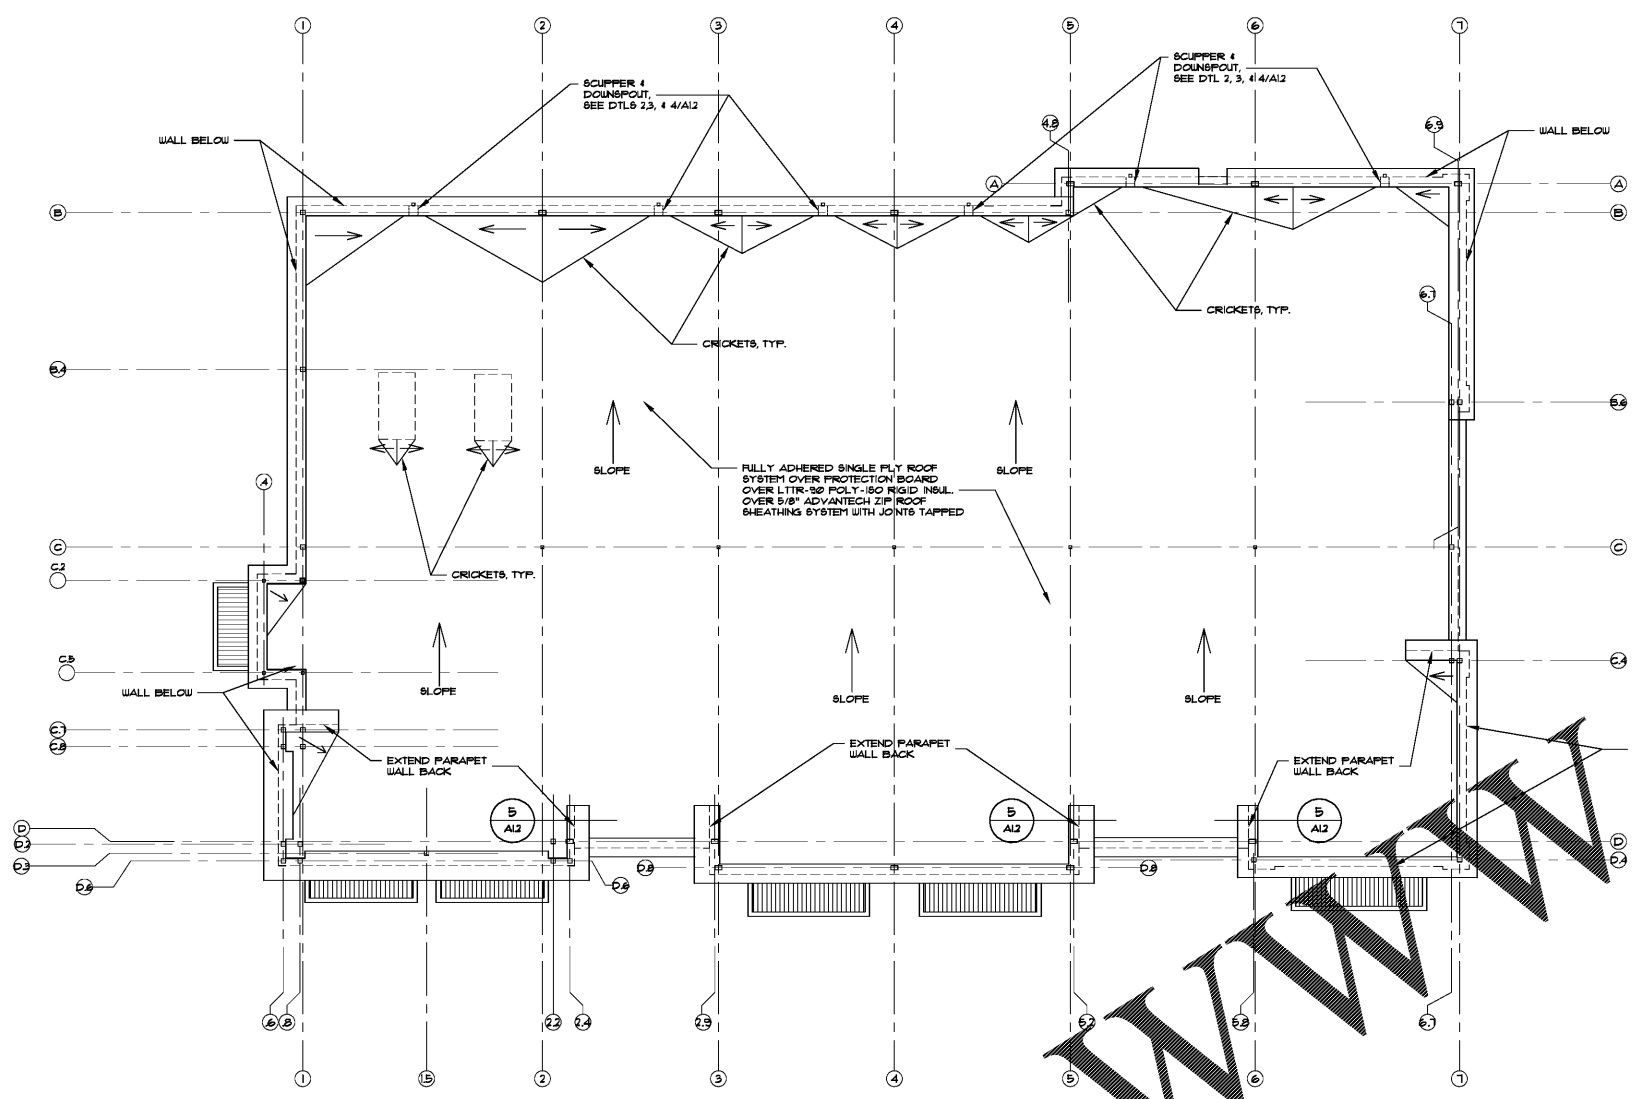 1
2
3
4
5
6
7
SCUPPER &
DOWNSPOUT,
SEE DTL 2, 3, & 4/A1.2
SCUPPER &
DOWNSPOUT,
SEE DTLS 2,3, & 4/A1.2
4.8
6.9
WALL BELOW
WALL BELOW
A
A
B
B
6.7
CRICKETS, TYP.
CRICKETS, TYP.
B.4
B.6
SLOPE
SLOPE
FULLY ADHERED SINGLE PLY ROOF
SYSTEM OVER PROTECTION BOARD
OVER LTTR-30 POLY-ISO RIGID INSUL.
OVER 5/8" ADVANTECH ZIP ROOF
SHEATHING SYSTEM WITH JOINTS TAPPED
.4
C
C
C.2
CRICKETS, TYP.
C.5
C.4
WALL BELOW
SLOPE
SLOPE
SLOPE
C.7
C.8
EXTEND PARAPET
WALL BACK
EXTEND PARAPET
WALL BACK
EXTEND PARAPET
WALL BACK
5
A1.2
5
A1.2
5
A1.2
D
D.2
D.3
D.6
D
D.4
D.6
D.8
D.8
.6
.8
2.2
2.4
2.9
5.2
5.8
6.7
1
1.5
2
3
4
5
6
7
WWWW